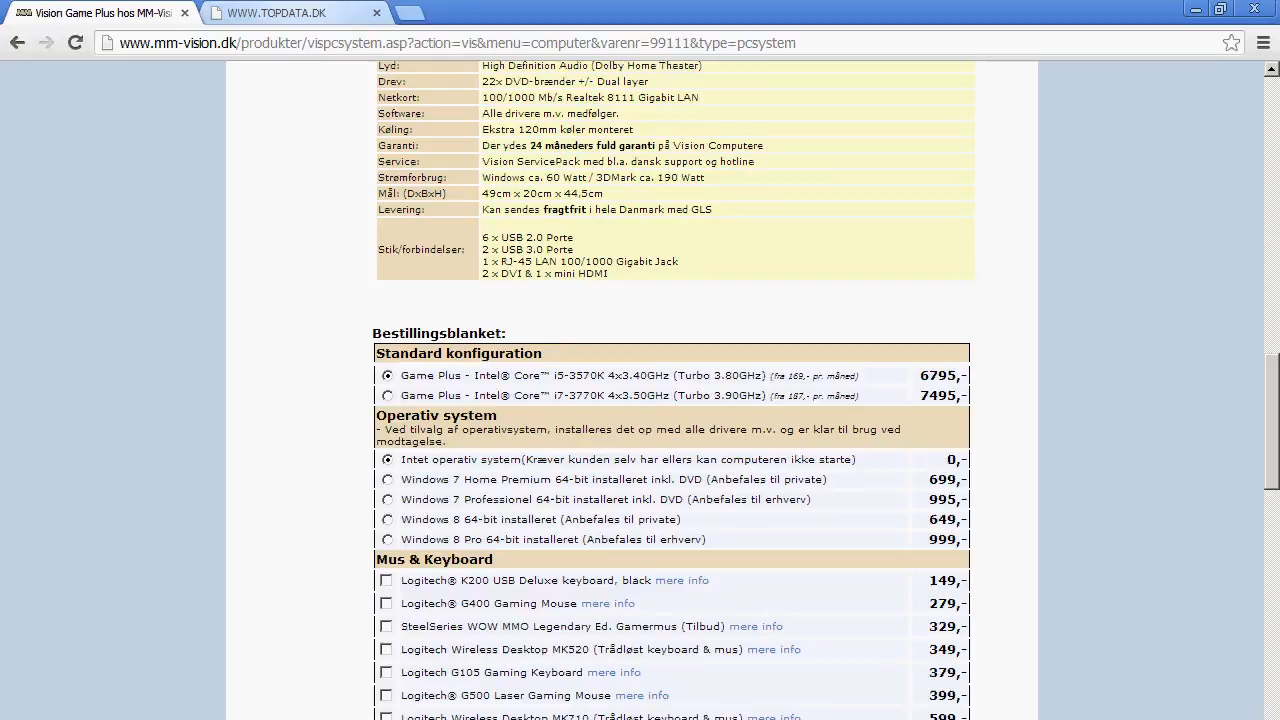 Vision Game Plus hos MM-Vis
WWW.TOPDATA.DK
www.mm-vision.dk/produkter/vispcsystem.asp?action=vis&menu=computer&varenr=99111&type=pcsystem
Lyd: High Definition Audio (Dolby Home Theater)
Drev: 22x DVD-brænder +/- Dual layer
Netkort: 100/1000 Mb/s Realtek 8111 Gigabit LAN
Software: Alle drivere m.v. medfølger.
Køling: Ekstra 120mm køler monteret
Garanti: Der ydes 24 måneders fuld garanti på Vision Computere
Service: Vision ServicePack med bl.a. dansk support og hotline
Strømforbrug: Windows ca. 60 Watt / 3DMark ca. 190 Watt
Mål: (DxBxH) 49cm x 20cm x 44,5cm
Levering: Kan sendes fragtfrit i hele Danmark med GLS
Stik/forbindelser:
6 x USB 2.0 Porte
2 x USB 3.0 Porte
1 x RJ-45 LAN 100/1000 Gigabit Jack
2 x DVI & 1 x mini HDMI
Bestillingsblanket:
Standard konfiguration
Game Plus - Intel® Core™ i5-3570K 4x3.40GHz (Turbo 3.80GHz) (fra 169,- pr. måned) 6795,-
Game Plus - Intel® Core™ i7-3770K 4x3.50GHz (Turbo 3.90GHz) (fra 187,- pr. måned) 7495,-
Operativ system
- Ved tilvalg af operativsystem, installeres det op med alle drivere m.v. og er klar til brug ved
modtagelse.
Intet operativ system(Kræver kunden selv har ellers kan computeren ikke starte) 0,-
Windows 7 Home Premium 64-bit installeret inkl. DVD (Anbefales til private) 699,-
Windows 7 Professionel 64-bit installeret inkl. DVD (Anbefales til erhverv) 995,-
Windows 8 64-bit installeret (Anbefales til private) 649,-
Windows 8 Pro 64-bit installeret (Anbefales til erhverv) 999,-
Mus & Keyboard
Logitech® K200 USB Deluxe keyboard, black mere info 149,-
Logitech® G400 Gaming Mouse mere info 279,-
SteelSeries WOW MMO Legendary Ed. Gamermus (Tilbud) mere info 329,-
Logitech Wireless Desktop MK520 (Trådløst keyboard & mus) mere info 349,-
Logitech G105 Gaming Keyboard mere info 379,-
Logitech® G500 Laser Gaming Mouse mere info 399,-
Logitech Wireless Desktop MK710 (Trådløst keyboard & mus) mere info 599,-